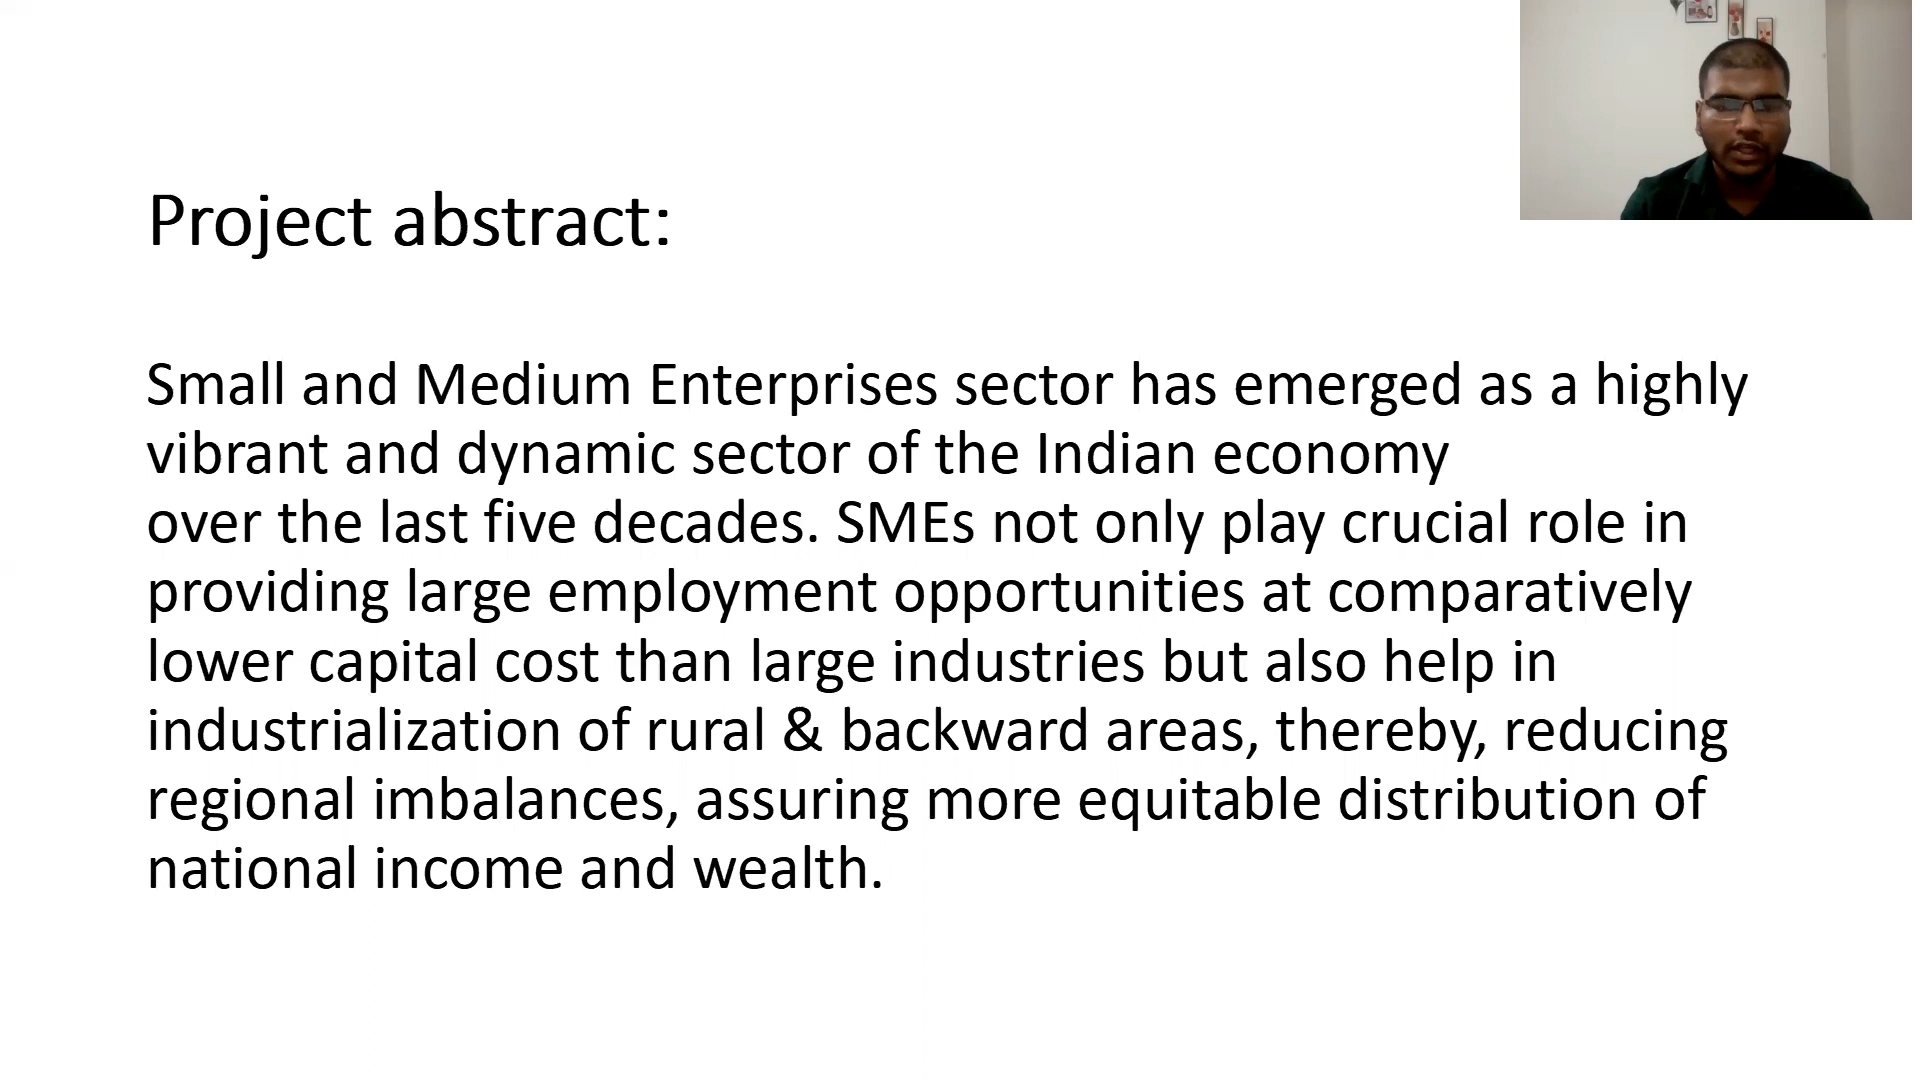 Project abstract:
Small and Medium Enterprises sector has emerged as a highly
vibrant and dynamic sector of the Indian economy
over the last five decades. SMEs not only play crucial role in
providing large employment opportunities at comparatively
lower capital cost than large industries but also help in
industrialization of rural & backward areas, thereby, reducing
regional imbalances, assuring more equitable distribution of
national income and wealth.